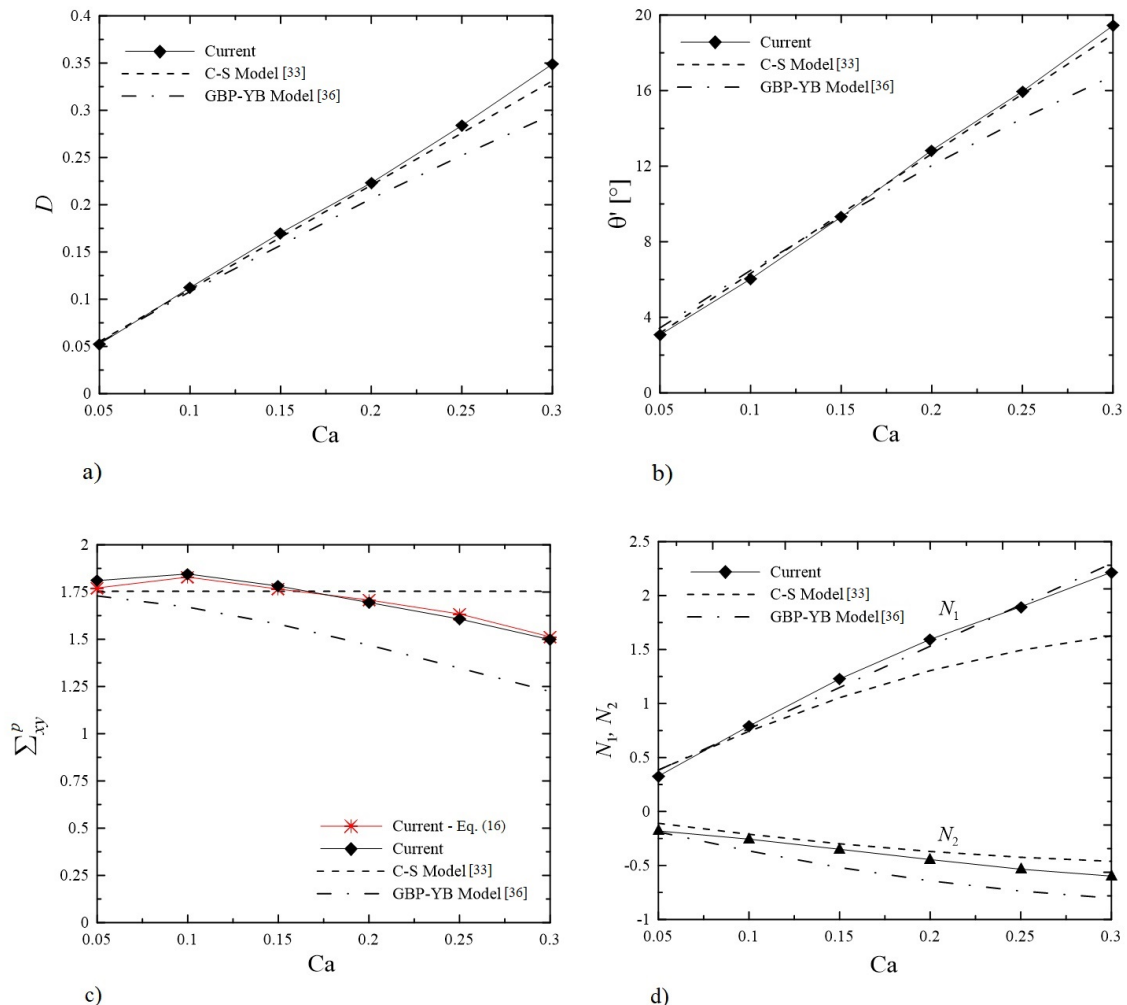 0.4
0.35
0.3
0.25
0.2
0.15
0.1
0.05
0
D
Current
C-S Model [33]
GBP-YB Model [36]
0.05 0.1 0.15 0.2 0.25 0.3
Ca
a)
20
16
12
8
4
0
θ' [°]
Current
C-S Model [33]
GBP-YB Model[36]
0.05 0.1 0.15 0.2 0.25 0.3
Ca
b)
2
1.75
1.5
1.25
1
0.75
0.5
0.25
0
Σᵖxy
1.75
Current - Eq. (16)
Current
C-S Model [33]
GBP-YB Model [36]
0.05 0.1 0.15 0.2 0.25 0.3
Ca
c)
2.5
2
1.5
1
0.5
0
-0.5
-1
N₁, N₂
Current
C-S Model [33]
GBP-YB Model[36]
N₁
N₂
0.05 0.1 0.15 0.2 0.25 0.3
Ca
d)